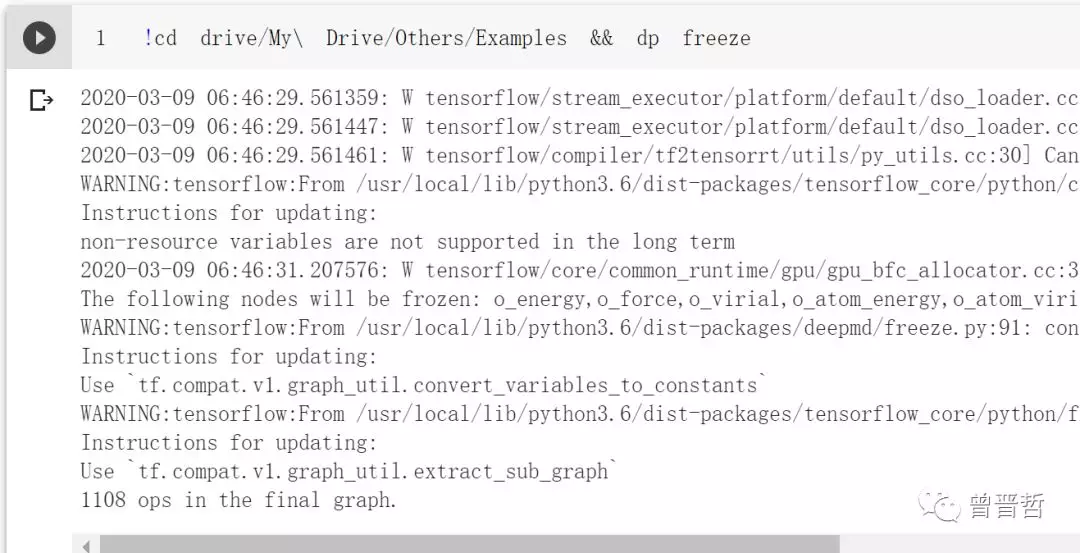 1 !cd drive/My\ Drive/Others/Examples && dp freeze
2020-03-09 06:46:29.561359: W tensorflow/stream_executor/platform/default/dso_loader.cc
2020-03-09 06:46:29.561447: W tensorflow/stream_executor/platform/default/dso_loader.cc
2020-03-09 06:46:29.561461: W tensorflow/compiler/tf2tensorrt/utils/py_utils.cc:30] Can
WARNING:tensorflow:From /usr/local/lib/python3.6/dist-packages/tensorflow_core/python/c
Instructions for updating:
non-resource variables are not supported in the long term
2020-03-09 06:46:31.207576: W tensorflow/core/common_runtime/gpu/gpu_bfc_allocator.cc:3
The following nodes will be frozen: o_energy,o_force,o_virial,o_atom_energy,o_atom_viri
WARNING:tensorflow:From /usr/local/lib/python3.6/dist-packages/deepmd/freeze.py:91: con
Instructions for updating:
Use `tf.compat.v1.graph_util.convert_variables_to_constants`
WARNING:tensorflow:From /usr/local/lib/python3.6/dist-packages/tensorflow_core/python/f
Instructions for updating:
Use `tf.compat.v1.graph_util.extract_sub_graph`
1108 ops in the final graph.
曾晋哲